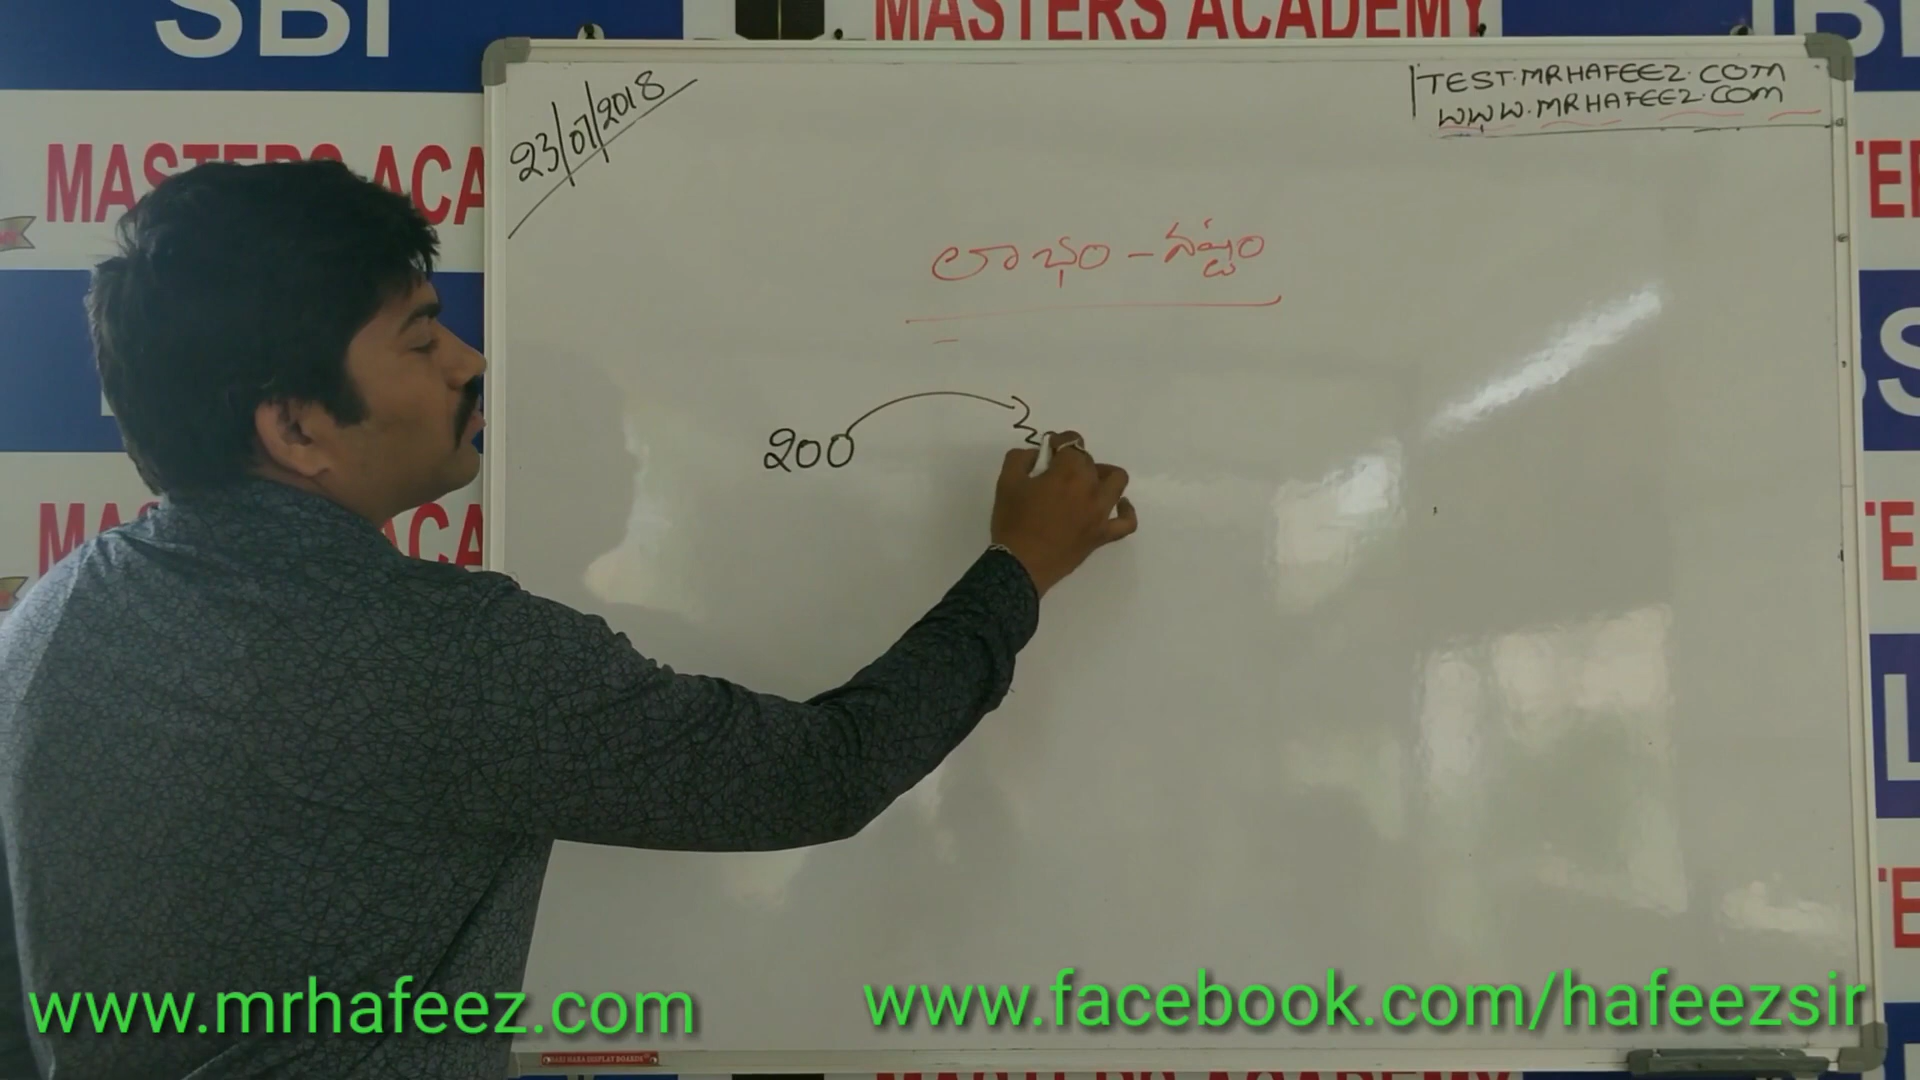 SBI
MASTERS ACADEMY
23/07/2018
TEST.MRHAFEEZ.COM
WWW.MRHAFEEZ.COM
MASTERS ACA
లాభం - నష్టం
200
www.mrhafeez.com
www.facebook.com/hafeezsir